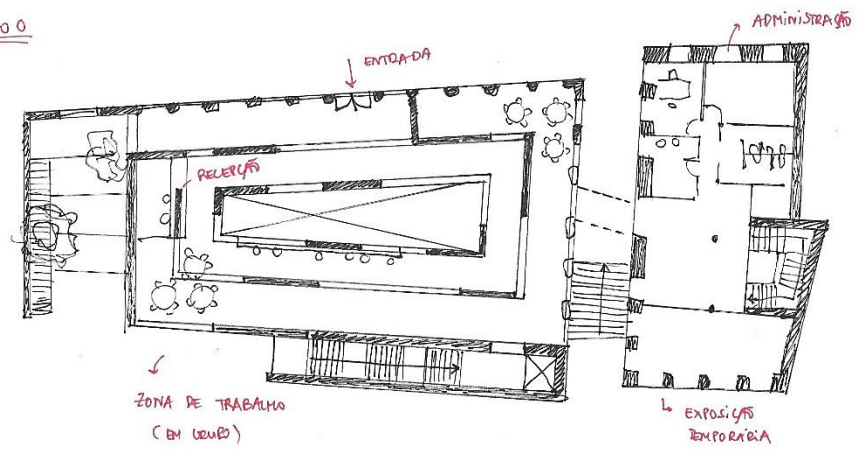 ADMINISTRAÇÃO
ENTRADA
RECEPÇÃO
ZONA DE TRABALHO
(EM GRUPO)
EXPOSIÇÃO
TEMPORÁRIA